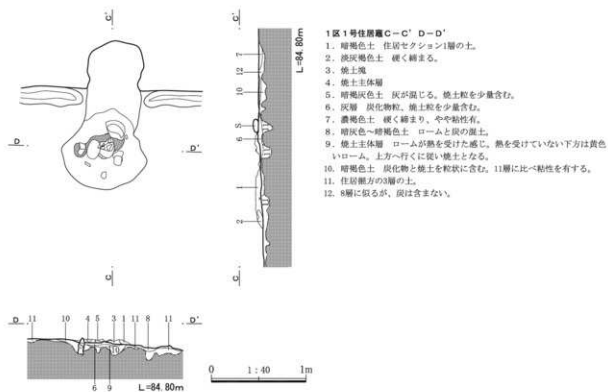 1区1号住居竈C-C′ D-D′
1. 暗褐色土 住居セクション1層の土。
2. 淡灰褐色土 硬く締まる。
3. 焼土塊
4. 焼土主体層
5. 暗褐灰色土 灰が混じる。焼土粒を少量含む。
6. 灰層 炭化物粒、焼土粒を少量含む。
7. 濃褐色土 硬く締まり、やや粘性有。
8. 暗灰色~暗褐色土 ロームと炭の混土。
9. 焼土主体層 ロームが熱を受けた感じ。熱を受けていない下方は黄色
いローム。上方へ行くに従い焼土となる。
10. 暗褐色土 炭化物と焼土を粒状に含む。11層に比べ粘性を有する。
11. 住居掘方の3層の土。
12. 8層に似るが、炭は含まない。
C′
C′
L=84.80m
7
12
10
S
6
1
2
D
D′
C
C
D
D′
11 10 4 5 3 1 11 8 11
6 9
L=84.80m
0 1:40 1m